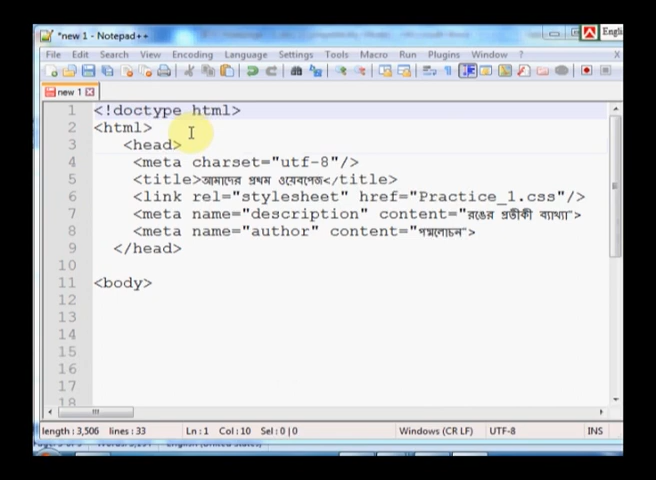 *new 1 - Notepad++
Engli
File Edit Search View Encoding Language Settings Tools Macro Run Plugins Window ? X
new 1
1 <!doctype html>
2 <html>
3 <head>
4 <meta charset="utf-8"/>
5 <title>আমাদের প্রথম ওয়েবপেজ</title>
6 <link rel="stylesheet" href="Practice_1.css"/>
7 <meta name="description" content="রঙের প্রতীকী ব্যাখ্যা">
8 <meta name="author" content="পদ্মলোচন">
9 </head>
10
11 <body>
12
13
14
15
16
17
18
length : 3,506 lines : 33 Ln : 1 Col : 10 Sel : 0 | 0 Windows (CR LF) UTF-8 INS